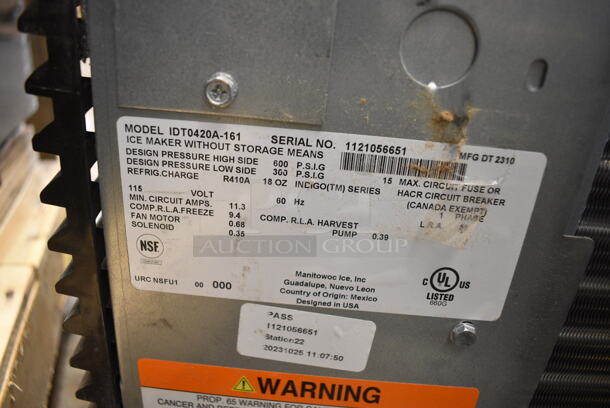 MODEL IDT0420A-161 SERIAL NO. 1121056651 MFG DT 2310
ICE MAKER WITHOUT STORAGE MEANS
DESIGN PRESSURE HIGH SIDE 600 P.S.I.G 15 MAX. CIRCUIT FUSE OR
DESIGN PRESSURE LOW SIDE 300 P.S.I.G HACR CIRCUIT BREAKER
REFRIG.CHARGE R410A 18 OZ INDIGO(TM) SERIES (CANADA EXEMPT)
115 VOLT 60 Hz 1 PHASE
MIN. CIRCUIT AMPS. 11.3
COMP.R.L.A.FREEZE 9.4 COMP. R.L.A. HARVEST L.R.A.
FAN MOTOR 0.68 PUMP 0.39
SOLENOID 0.35
AUCTION GROUP
NSF
URC NSFU1 00 000
Manitowoc Ice, Inc
Guadalupe, Nuevo Leon
Country of Origin: Mexico
Designed in USA
C UL US
LISTED
660G
PASS
1121056651
Station22
20231025 11:07:50
WARNING
PROP. 65 WARNING FOR
CANCER AND